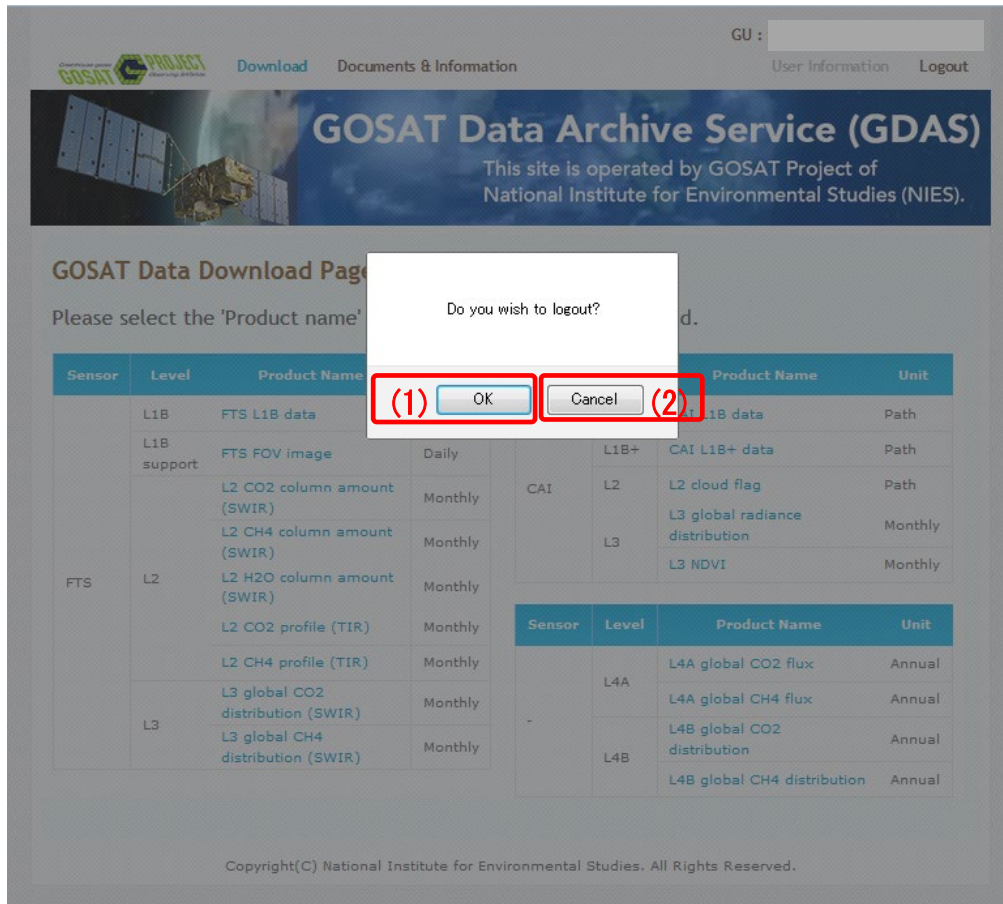 GU :
GOSAT PROJECT
Download Documents & Information User Information Logout
GOSAT Data Archive Service (GDAS)
This site is operated by GOSAT Project of
National Institute for Environmental Studies (NIES).
GOSAT Data Download Page
Please select the 'Product name' d.
Do you wish to logout?
(1) OK Cancel (2)
Sensor Level Product Name
FTS
L1B FTS L1B data
L1B support FTS FOV image Daily
L2
L2 CO2 column amount
(SWIR) Monthly
L2 CH4 column amount
(SWIR) Monthly
L2 H2O column amount
(SWIR) Monthly
L2 CO2 profile (TIR) Monthly
L2 CH4 profile (TIR) Monthly
L3
L3 global CO2
distribution (SWIR) Monthly
L3 global CH4
distribution (SWIR) Monthly
Product Name Unit
CAI
CAI L1B data Path
L1B+ CAI L1B+ data Path
L2 L2 cloud flag Path
L3
L3 global radiance
distribution Monthly
L3 NDVI Monthly
Sensor Level Product Name Unit
-
L4A
L4A global CO2 flux Annual
L4A global CH4 flux Annual
L4B
L4B global CO2
distribution Annual
L4B global CH4 distribution Annual
Copyright(C) National Institute for Environmental Studies. All Rights Reserved.